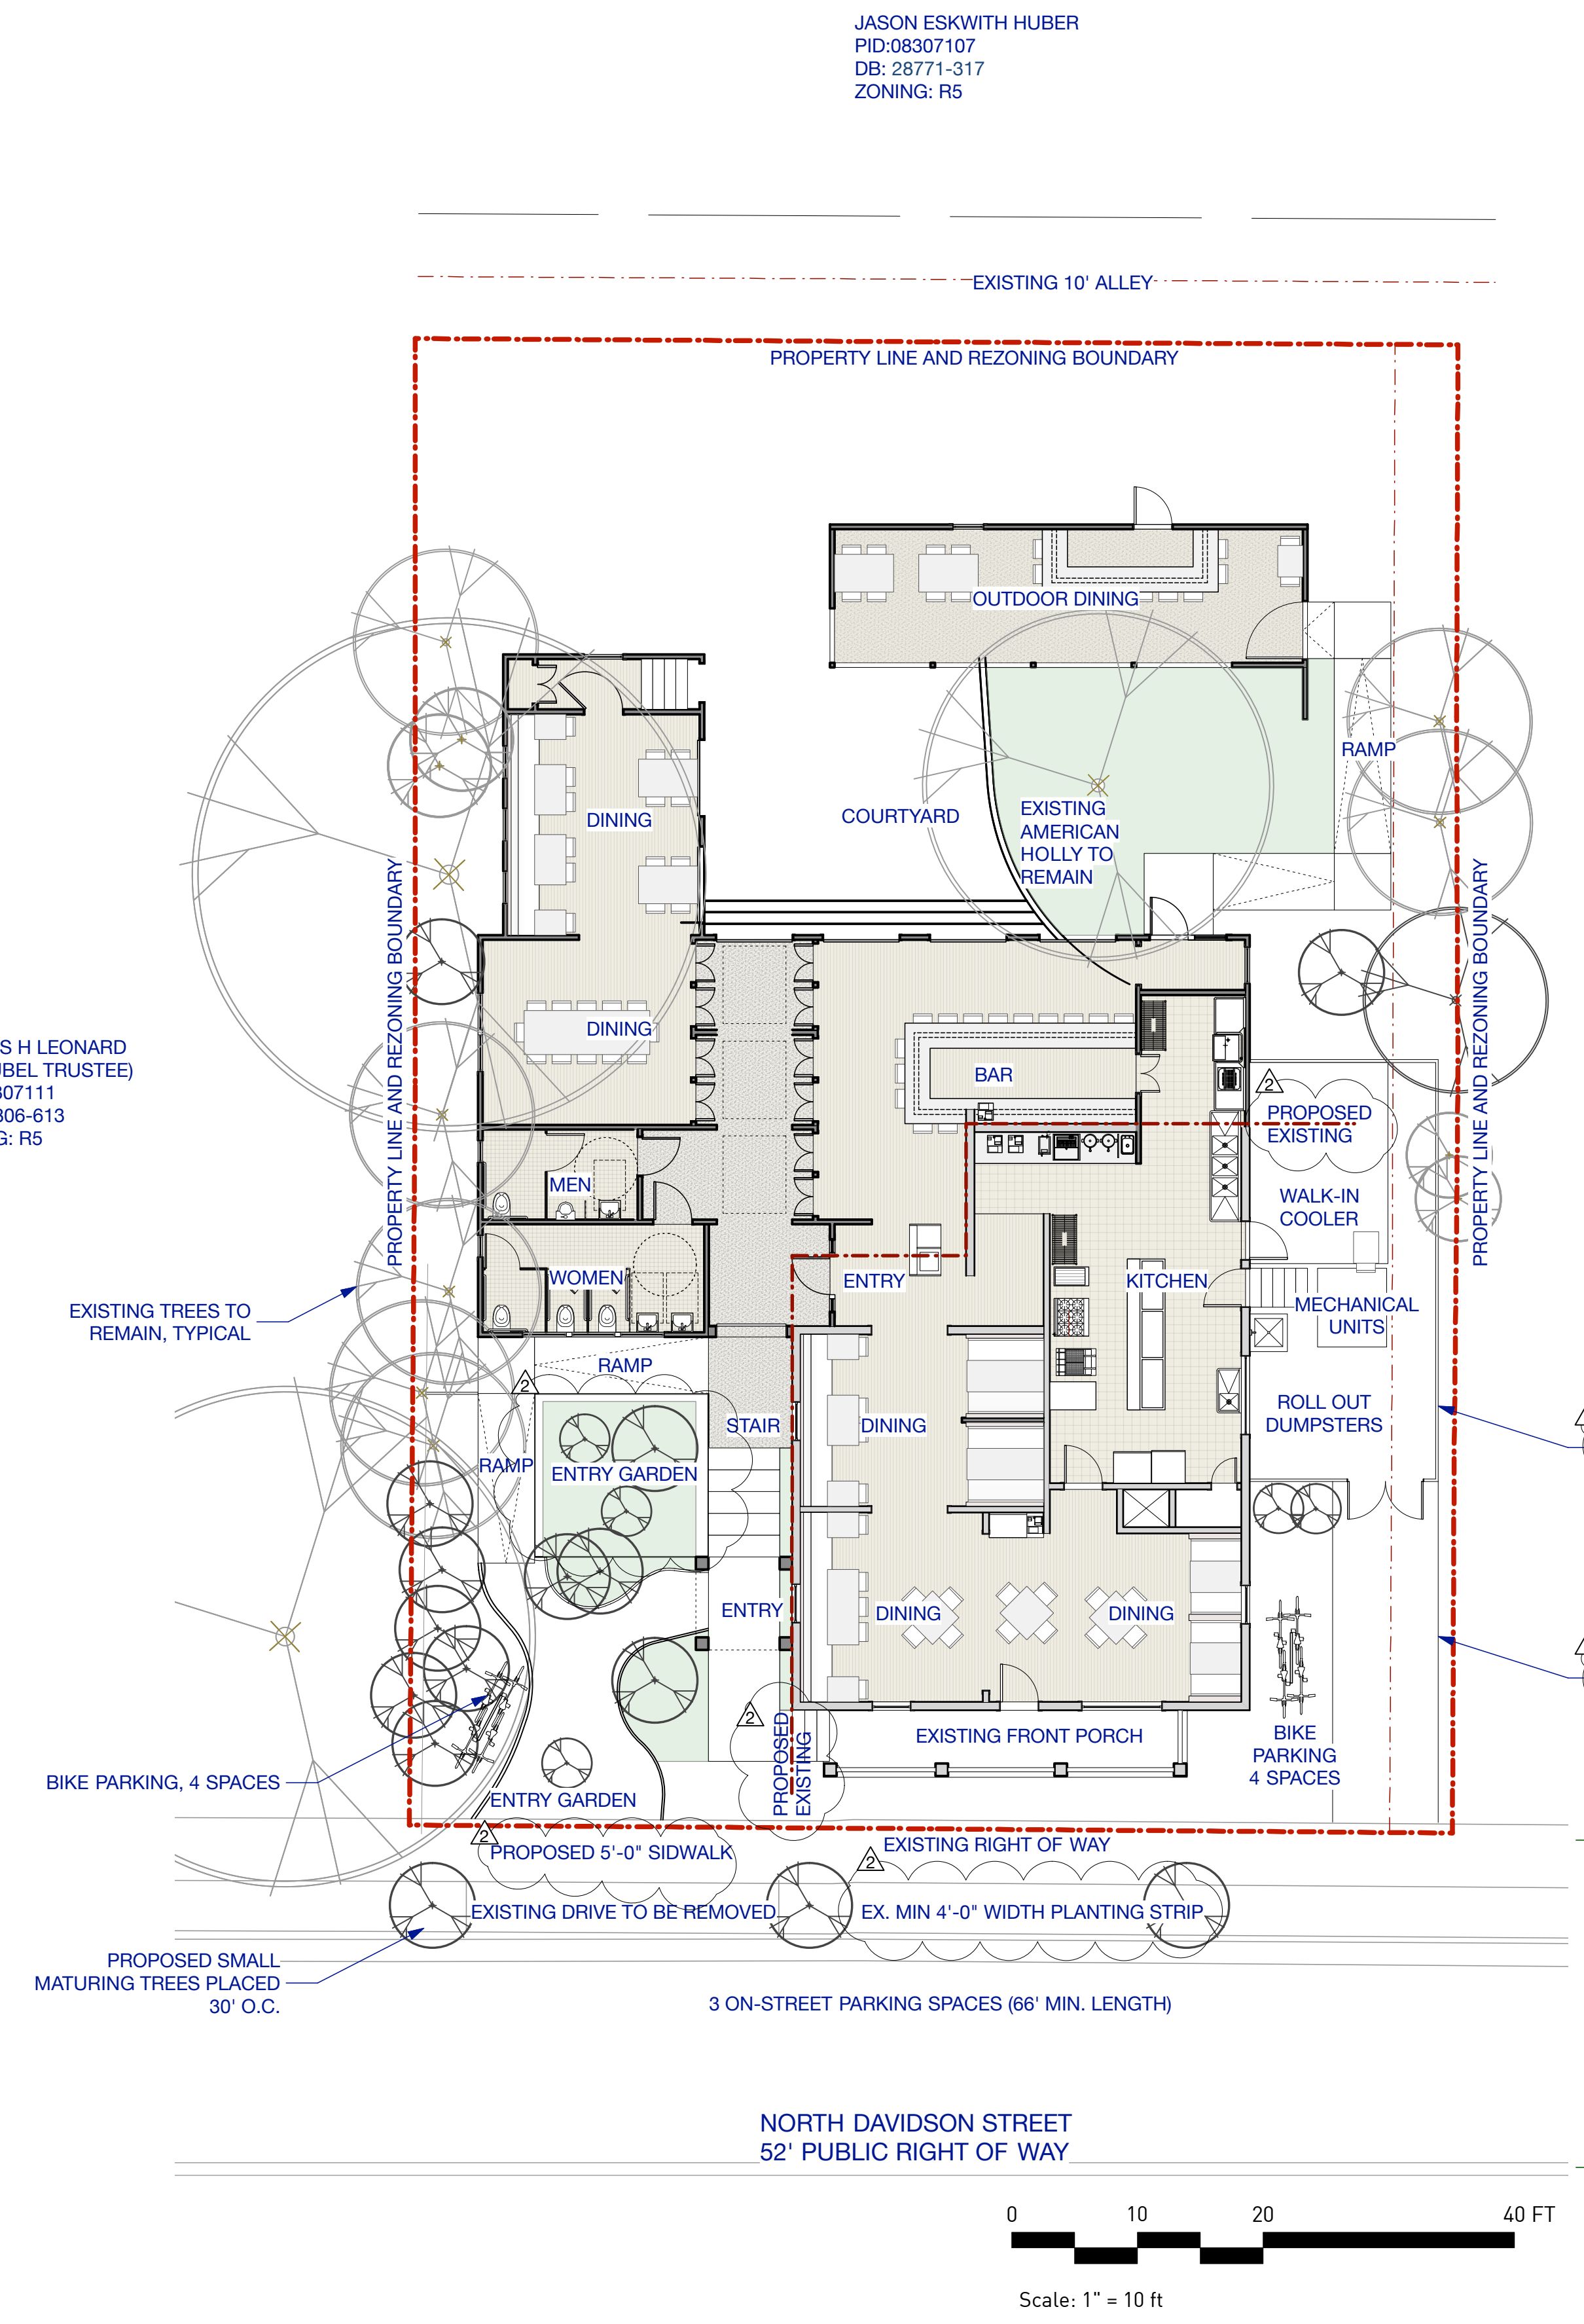 JASON ESKWITH HUBER
PID:08307107
DB: 28771-317
ZONING: R5
EXISTING 10' ALLEY
PROPERTY LINE AND REZONING BOUNDARY
OUTDOOR DINING
RAMP
DINING
COURTYARD
EXISTING
AMERICAN
HOLLY TO
REMAIN
PROPERTY LINE AND REZONING BOUNDARY
PROPERTY LINE AND REZONING BOUNDARY
S H LEONARD
UBEL TRUSTEE)
307111
306-613
G: R5
DINING
BAR
2
PROPOSED
EXISTING
MEN
WALK-IN
COOLER
WOMEN
ENTRY
KITCHEN
EXISTING TREES TO
REMAIN, TYPICAL
MECHANICAL
UNITS
RAMP
2
ROLL OUT
DUMPSTERS
STAIR
DINING
RAMP
ENTRY GARDEN
ENTRY
DINING
DINING
2
PROPOSED
EXISTING
EXISTING FRONT PORCH
BIKE
PARKING
4 SPACES
BIKE PARKING, 4 SPACES
ENTRY GARDEN
2
PROPOSED 5'-0" SIDWALK
EXISTING RIGHT OF WAY
2
EXISTING DRIVE TO BE REMOVED
EX. MIN 4'-0" WIDTH PLANTING STRIP
PROPOSED SMALL
MATURING TREES PLACED
30' O.C.
3 ON-STREET PARKING SPACES (66' MIN. LENGTH)
NORTH DAVIDSON STREET
52' PUBLIC RIGHT OF WAY
0 10 20 40 FT
Scale: 1" = 10 ft